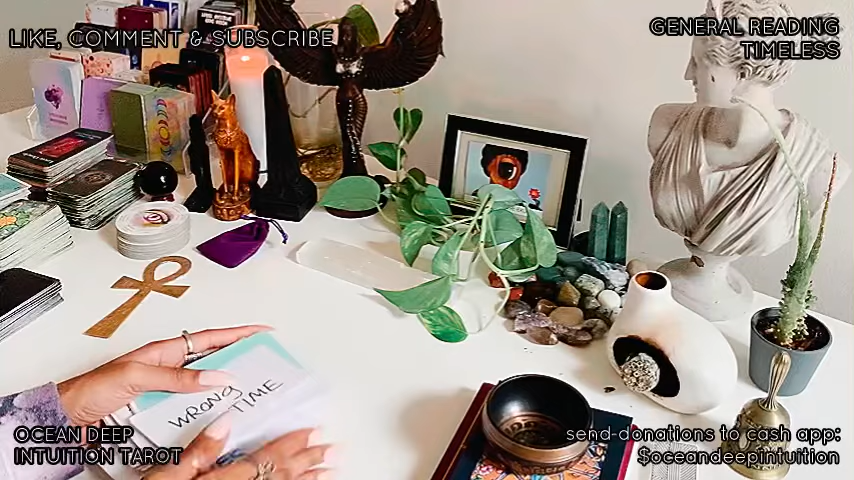 LIKE, COMMENT & SUBSCRIBE
GENERAL READING
TIMELESS
WRONG
TIME
OCEAN DEEP
INTUITION TAROT
send donations to cash app:
$oceandeepintuition